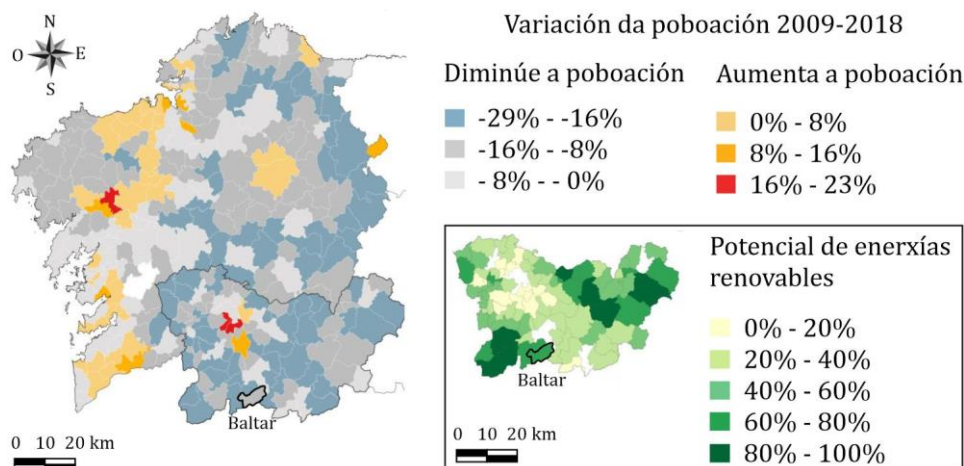 N
O E
S
Baltar
0 10 20 km
Variación da poboación 2009-2018
Diminúe a poboación
-29% - -16%
-16% - -8%
- 8% - - 0%
Aumenta a poboación
0% - 8%
8% - 16%
16% - 23%
Baltar
0 10 20 km
Potencial de enerxías
renovables
0% - 20%
20% - 40%
40% - 60%
60% - 80%
80% - 100%